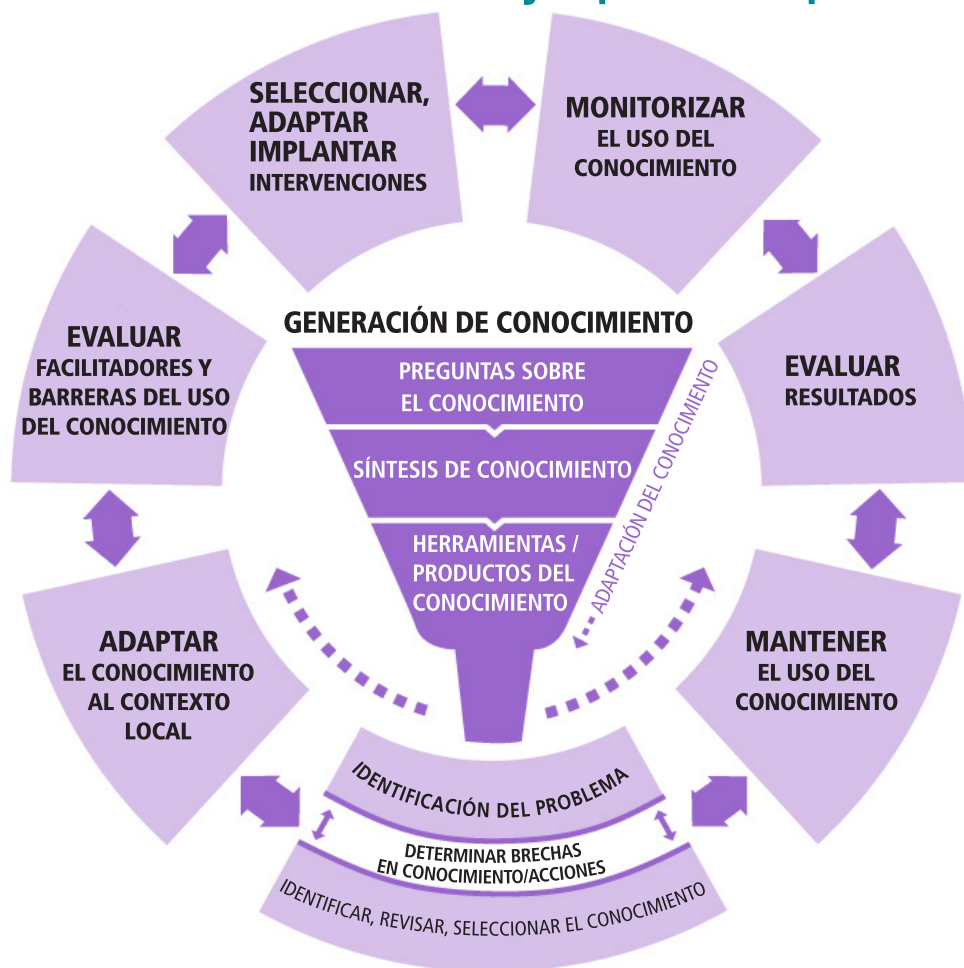 SELECCIONAR,
ADAPTAR
IMPLANTAR
INTERVENCIONES
MONITORIZAR
EL USO DEL
CONOCIMIENTO
EVALUAR
FACILITADORES Y
BARRERAS DEL USO
DEL CONOCIMIENTO
GENERACIÓN DE CONOCIMIENTO
PREGUNTAS SOBRE
EL CONOCIMIENTO
SÍNTESIS DE CONOCIMIENTO
HERRAMIENTAS /
PRODUCTOS DEL
CONOCIMIENTO
ADAPTACIÓN DEL CONOCIMIENTO
EVALUAR
RESULTADOS
ADAPTAR
EL CONOCIMIENTO
AL CONTEXTO
LOCAL
MANTENER
EL USO DEL
CONOCIMIENTO
IDENTIFICACIÓN DEL PROBLEMA
DETERMINAR BRECHAS
EN CONOCIMIENTO/ACCIONES
IDENTIFICAR, REVISAR, SELECCIONAR EL CONOCIMIENTO